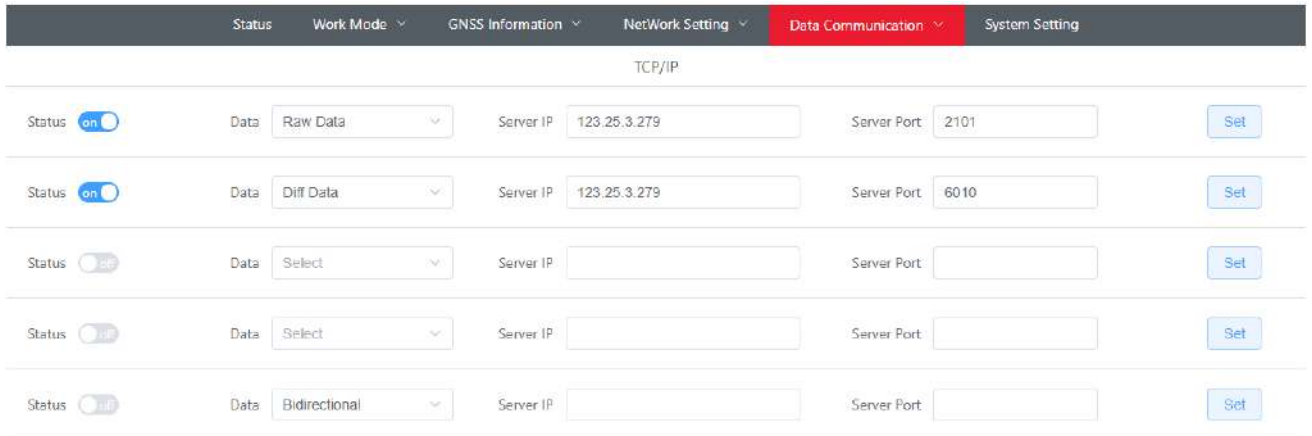 Status Work Mode GNSS Information NetWork Setting Data Communication System Setting
TCP/IP
Status on Data Raw Data Server IP 123.25.3.279 Server Port 2101 Set
Status on Data Diff Data Server IP 123.25.3.279 Server Port 6010 Set
Status off Data Select Server IP Server Port Set
Status off Data Select Server IP Server Port Set
Status off Data Bidirectional Server IP Server Port Set